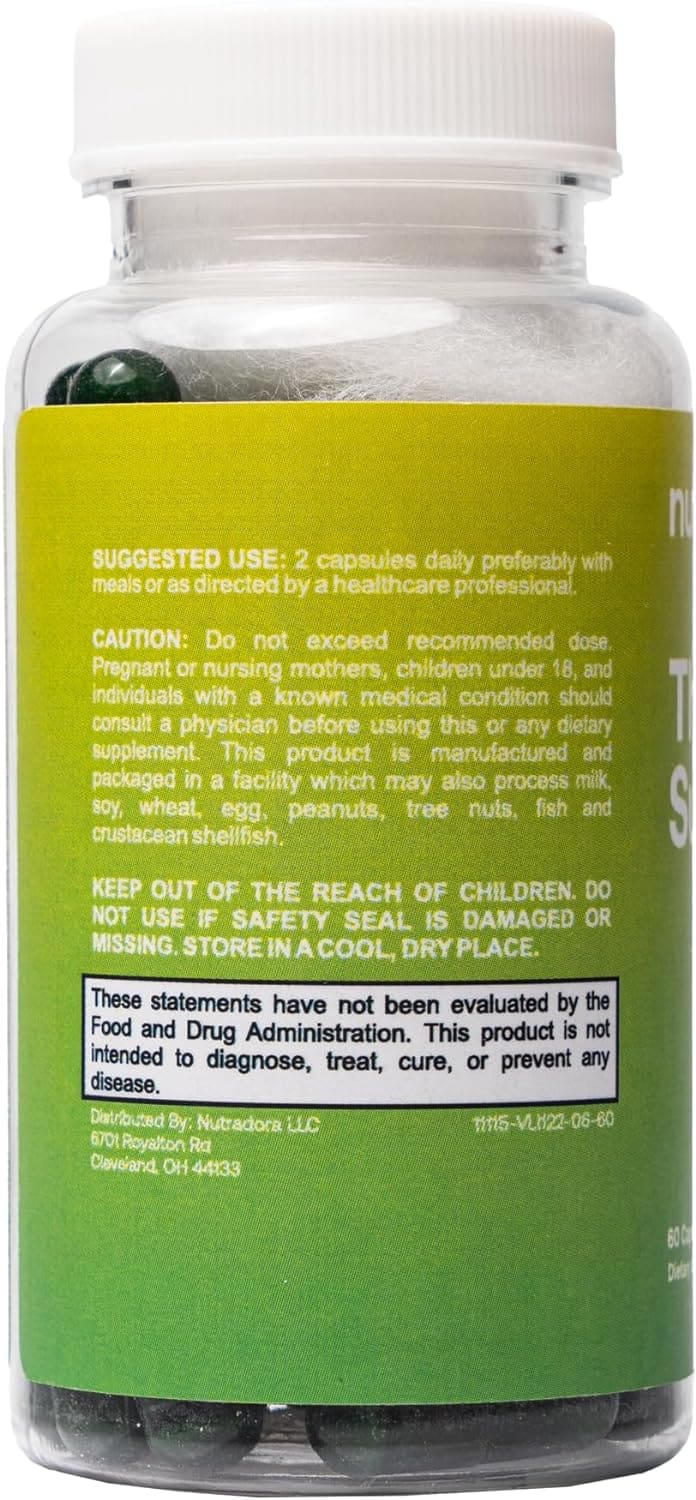 SUGGESTED USE: 2 capsules daily preferably with
meals or as directed by a healthcare professional.
CAUTION: Do not exceed recommended dose.
Pregnant or nursing mothers, children under 18, and
individuals with a known medical condition should
consult a physician before using this or any dietary
supplement. This product is manufactured and
packaged in a facility which may also process milk,
soy, wheat, egg, peanuts, tree nuts, fish and
crustacean shellfish.
KEEP OUT OF THE REACH OF CHILDREN. DO
NOT USE IF SAFETY SEAL IS DAMAGED OR
MISSING. STORE IN A COOL, DRY PLACE.
These statements have not been evaluated by the
Food and Drug Administration. This product is not
intended to diagnose, treat, cure, or prevent any
disease.
Distributed By: Nutradora LLC
6701 Royalton Rd
Cleveland, OH 44133
60